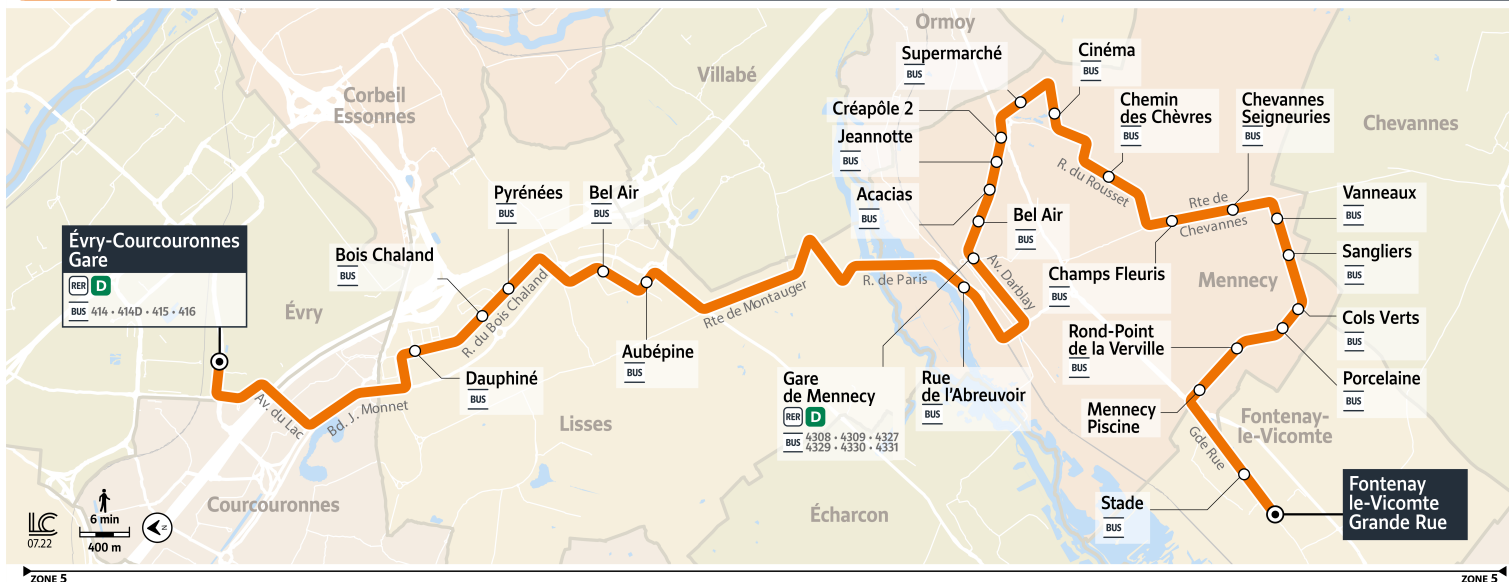 Ormoy
Supermarché
BUS
Cinéma
BUS
Villabé
Corbeil
Essonnes
Créapôle 2
Jeannotte
BUS
Chemin
des Chèvres
BUS
Chevannes
Seigneuries
BUS
Chevannes
R. du Rousset
Acacias
BUS
Pyrénées
BUS
Bel Air
BUS
Bel Air
BUS
Rte de
Chevannes
Vanneaux
BUS
Évry-Courcouronnes
Gare
RER D
BUS 414 • 414D • 415 • 416
Bois Chaland
BUS
Sangliers
BUS
Av. Darblay
Champs Fleuris
BUS
Mennecy
R. de Paris
Rte de Montauger
R. du Bois Chaland
Évry
Cols Verts
BUS
Rond-Point
de la Verville
BUS
Aubépine
BUS
Dauphiné
BUS
Gare
de Mennecy
RER D
BUS 4308 • 4309 • 4327
4329 • 4330 • 4331
Rue
de l'Abreuvoir
BUS
Porcelaine
BUS
Av. du Lac
Bd. J. Monnet
Lisses
Mennecy
Piscine
Fontenay-
le-Vicomte
Gde Rue
Courcouronnes
Écharcon
Stade
BUS
Fontenay
le-Vicomte
Grande Rue
LC
07.22
6 min
400 m
N
ZONE 5
ZONE 5